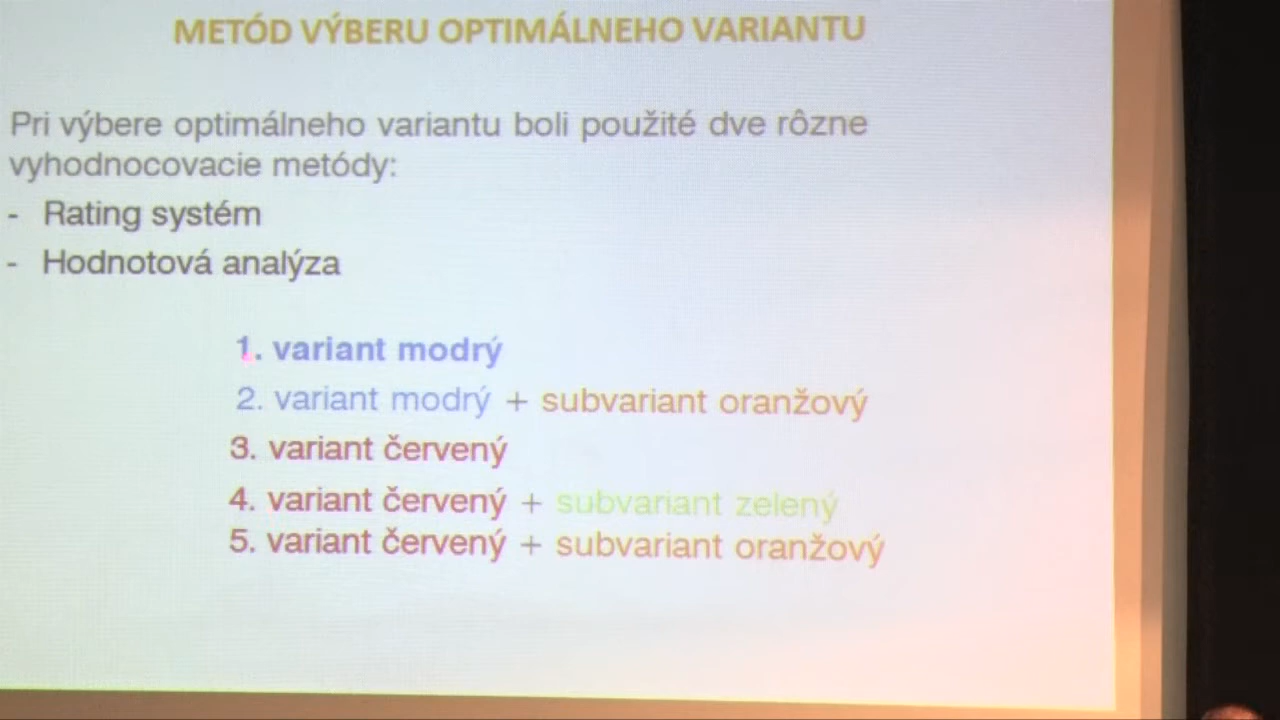 METÓD VÝBERU OPTIMÁLNEHO VARIANTU
Pri výbere optimálneho variantu boli použité dve rôzne
vyhodnocovacie metódy:
- Rating systém
- Hodnotová analýza
1. variant modrý
2. variant modrý + subvariant oranžový
3. variant červený
4. variant červený + subvariant zelený
5. variant červený + subvariant oranžový